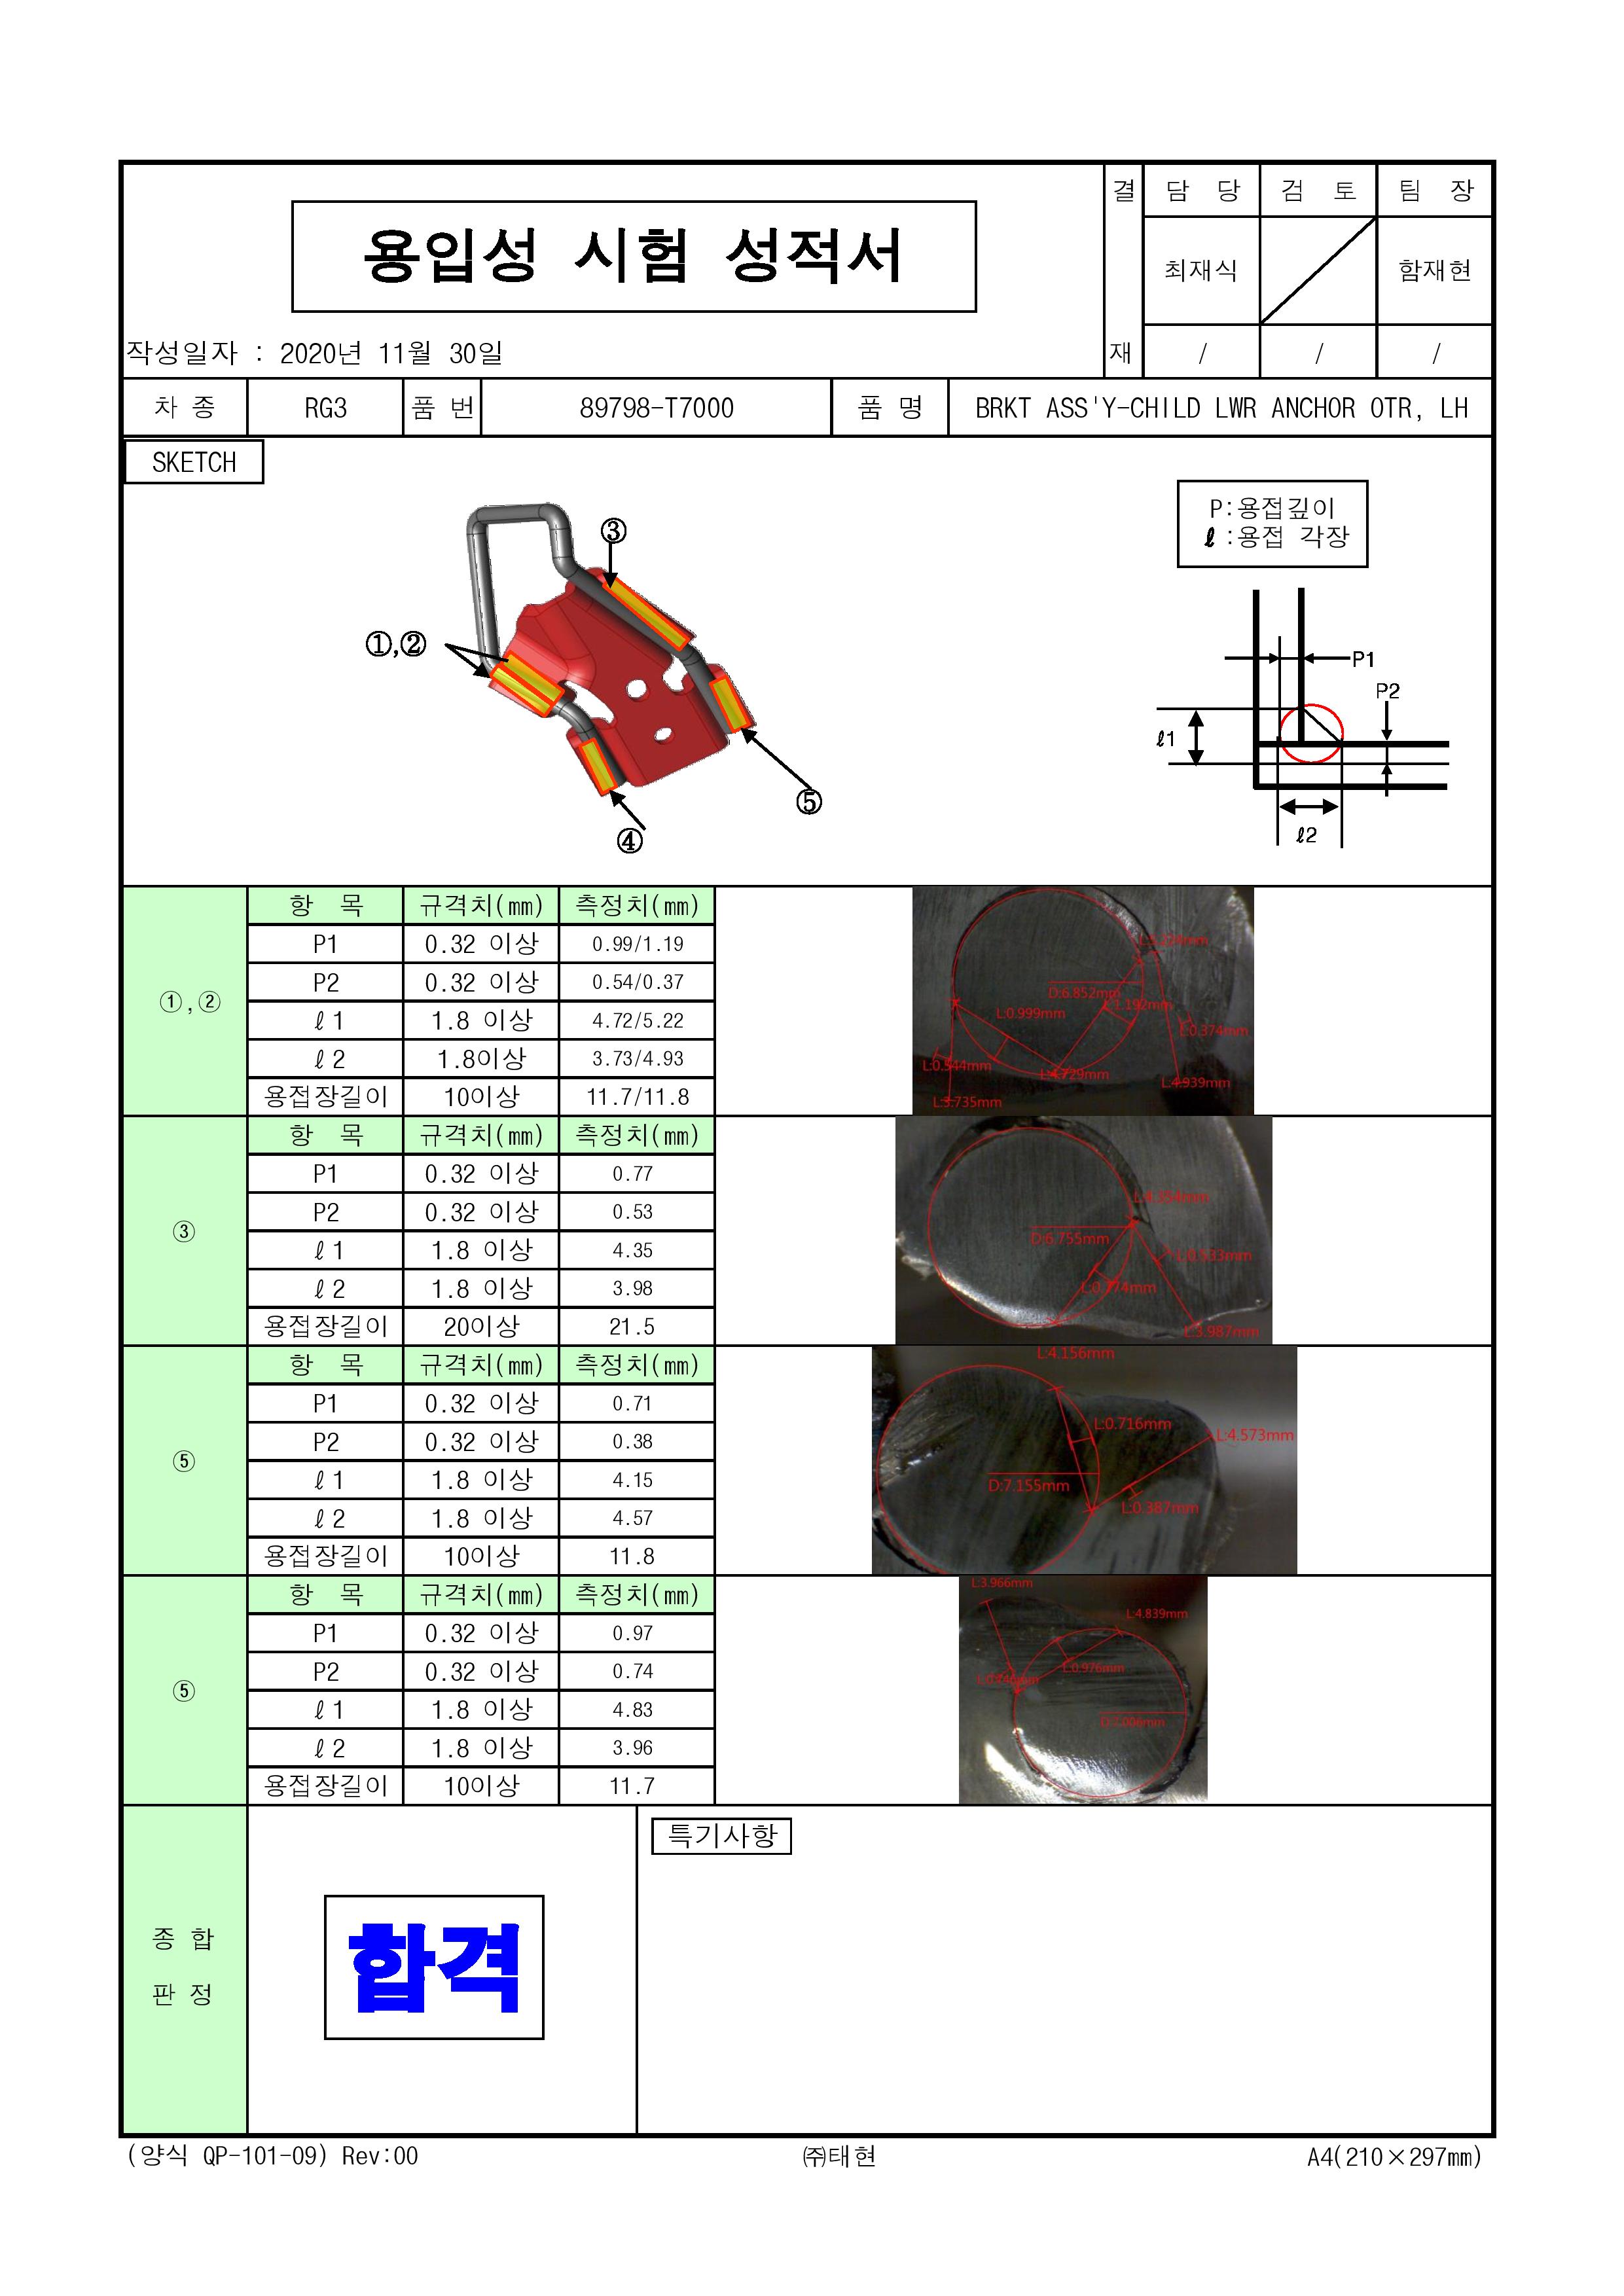 용입성 시험 성적서
결 재
담 당 검 토 팀 장
최재식 함재현
/ / /
작성일자 : 2020년 11월 30일
차 종 RG3 품 번 89798-T7000 품 명 BRKT ASS'Y-CHILD LWR ANCHOR OTR, LH
SKETCH
P:용접깊이
ℓ :용접 각장
③
①,②
⑤
④
P1
P2
ℓ1
ℓ2
①,②
항 목 규격치(㎜) 측정치(㎜)
P1 0.32 이상 0.99/1.19
P2 0.32 이상 0.54/0.37
ℓ1 1.8 이상 4.72/5.22
ℓ2 1.8이상 3.73/4.93
용접장길이 10이상 11.7/11.8
D:6.852mm
L:0.999mm
L:1.192mm
L:0.374mm
L:0.544mm
L:4.729mm
L:4.939mm
L:3.735mm
③
항 목 규격치(㎜) 측정치(㎜)
P1 0.32 이상 0.77
P2 0.32 이상 0.53
ℓ1 1.8 이상 4.35
ℓ2 1.8 이상 3.98
용접장길이 20이상 21.5
L:4.354mm
D:6.755mm
L:0.533mm
L:3.987mm
⑤
항 목 규격치(㎜) 측정치(㎜)
P1 0.32 이상 0.71
P2 0.32 이상 0.38
ℓ1 1.8 이상 4.15
ℓ2 1.8 이상 4.57
용접장길이 10이상 11.8
L:4.156mm
L:0.716mm
L:4.573mm
D:7.155mm
L:0.387mm
⑤
항 목 규격치(㎜) 측정치(㎜)
P1 0.32 이상 0.97
P2 0.32 이상 0.74
ℓ1 1.8 이상 4.83
ℓ2 1.8 이상 3.96
용접장길이 10이상 11.7
L:3.966mm
L:4.839mm
L:0.976mm
D:7.006mm
종 합
판 정
합격
특기사항
(양식 QP-101-09) Rev:00 ㈜태현 A4(210×297㎜)